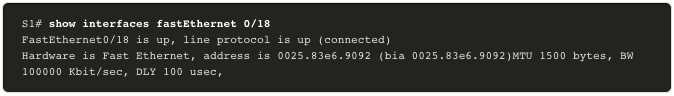 S1# show interfaces fastEthernet 0/18
FastEthernet0/18 is up, line protocol is up (connected)
Hardware is Fast Ethernet, address is 0025.83e6.9092 (bia 0025.83e6.9092)MTU 1500 bytes, BW
100000 Kbit/sec, DLY 100 usec,